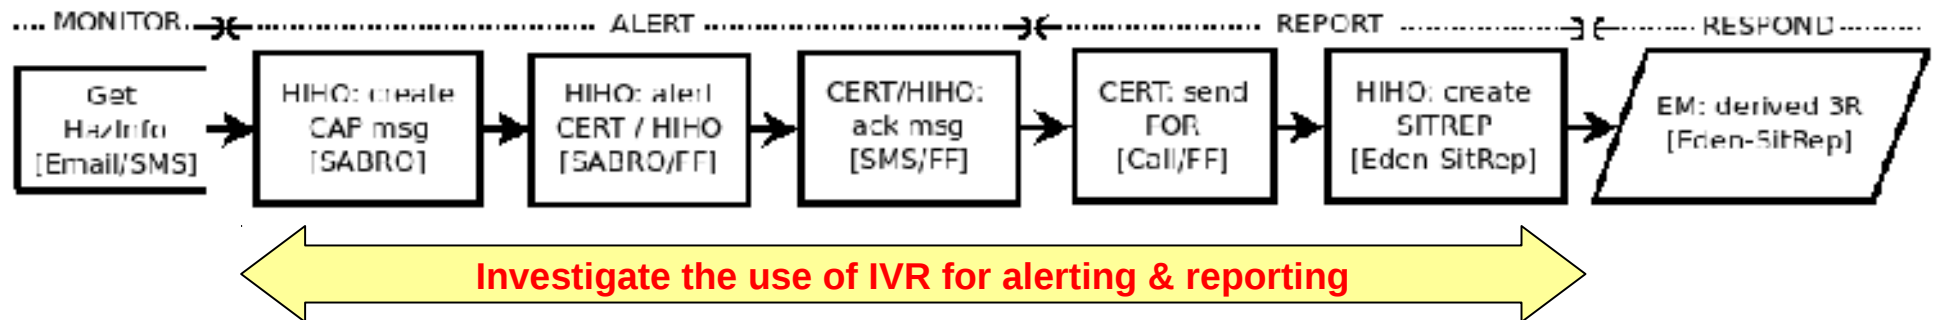 MONITOR
ALERT
REPORT
RESPOND
Get
HazInfo
[Email/SMS]
HIHO: create
CAP msg
[SABRO]
HIHO: alert
CERT / HIHO
[SABRO/FF]
CERT/HIHO:
ack msg
[SMS/FF]
CERT: send
FOR
[Call/FF]
HIHO: create
SITREP
[Eden SitRep]
EM: derived 3R
[Eden-SitRep]
Investigate the use of IVR for alerting & reporting